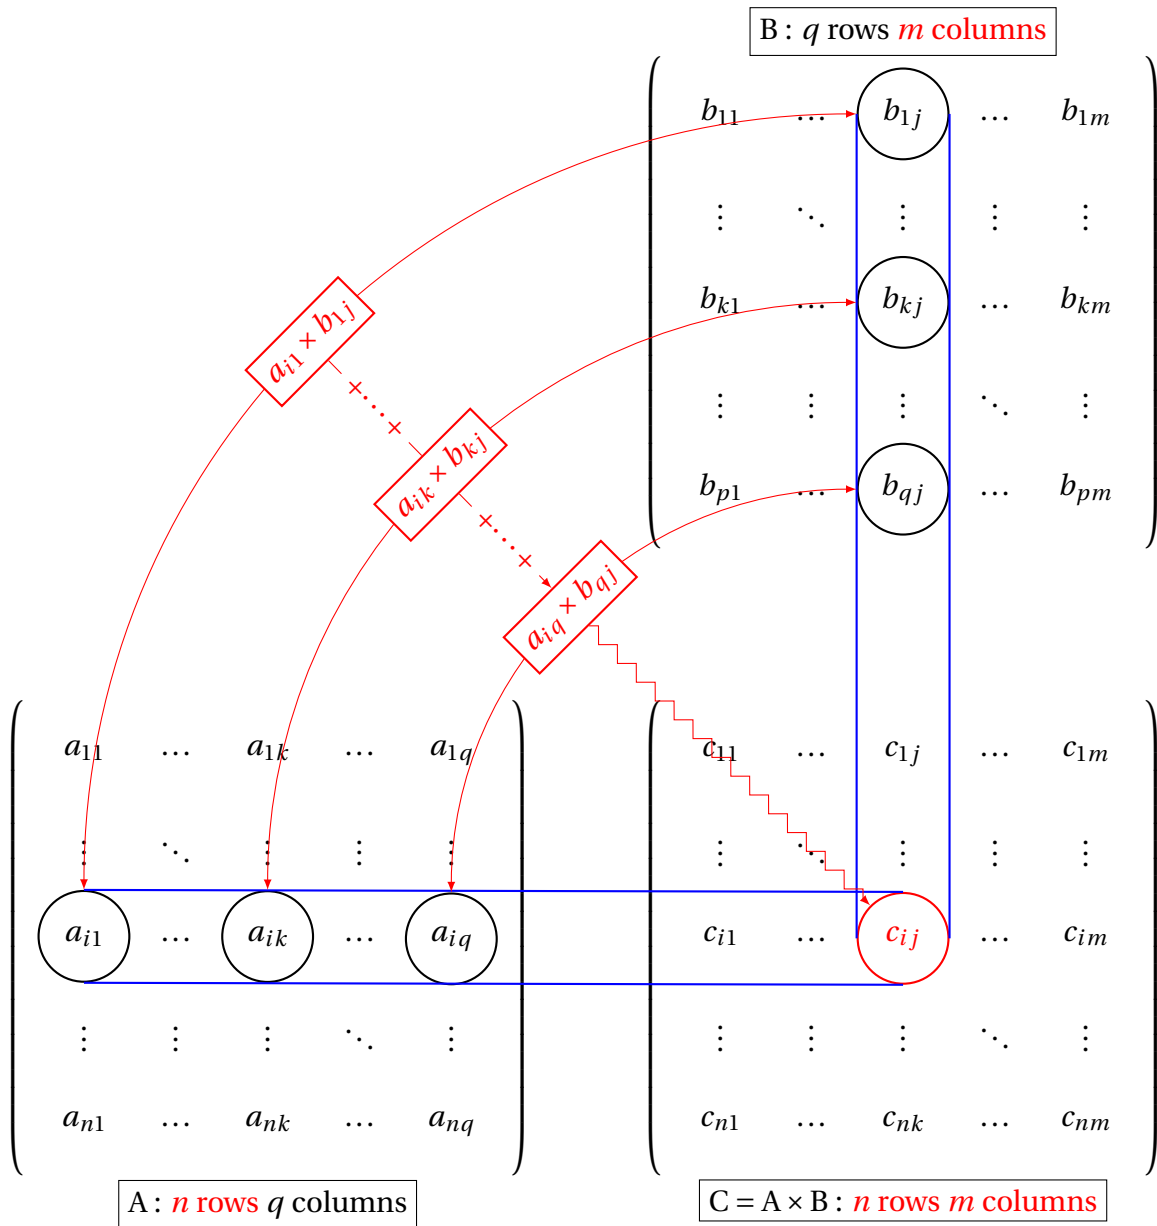 B : q rows m columns
b11 … b1j … b1m
⋮ ⋱ ⋮ ⋮ ⋮
bk1 … bkj … bkm
⋮ ⋮ ⋮ ⋱ ⋮
bp1 … bqj … bpm
ai1 × b1j
+ ⋯ +
aik × bkj
+ ⋯ +
aiq × bqj
a11 … a1k … a1q
⋮ ⋱ ⋮ ⋮ ⋮
ai1 … aik … aiq
⋮ ⋮ ⋮ ⋱ ⋮
an1 … ank … anq
A : n rows q columns
c11 … c1j … c1m
⋮ ⋱ ⋮ ⋮ ⋮
ci1 … cij … cim
⋮ ⋮ ⋮ ⋱ ⋮
cn1 … cnk … cnm
C = A × B : n rows m columns